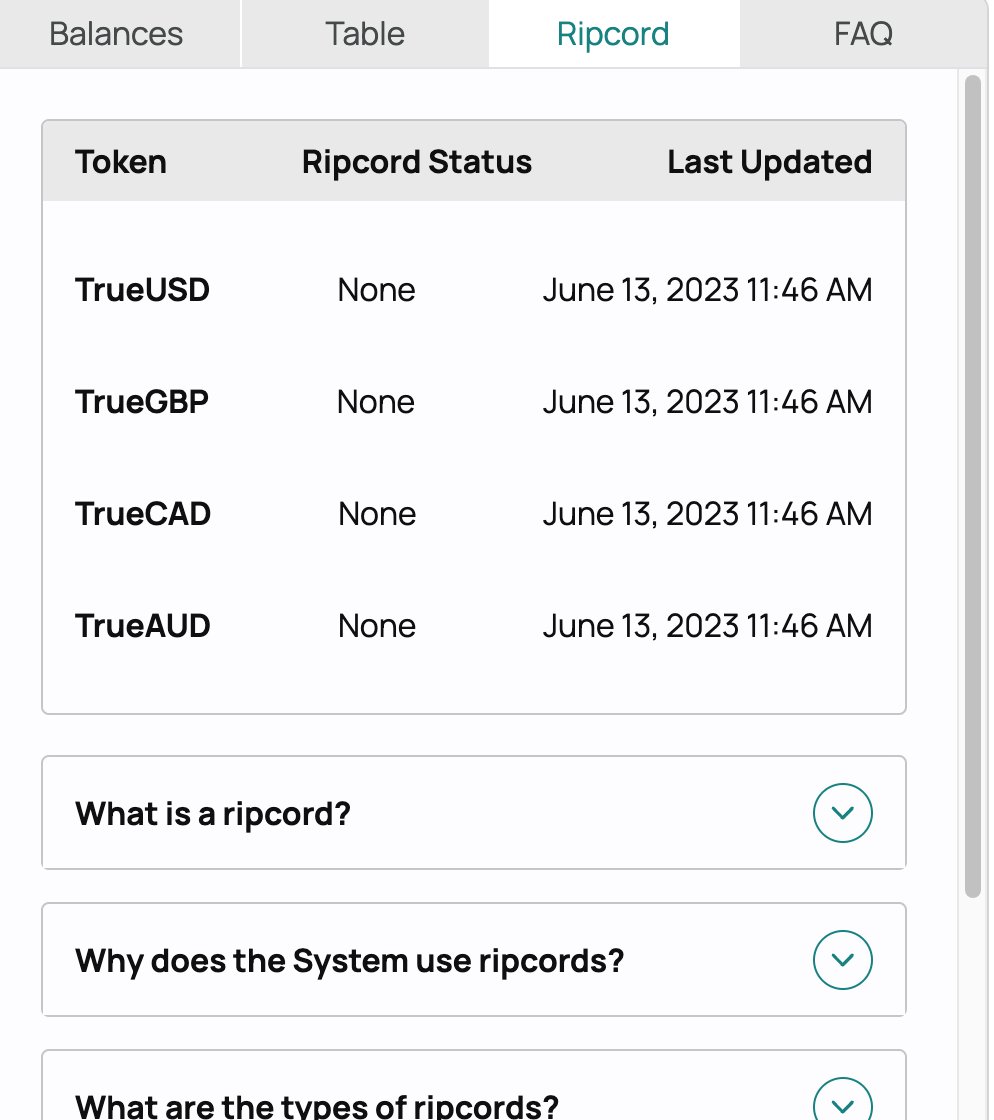 Balances Table Ripcord FAQ
Token Ripcord Status Last Updated
TrueUSD None June 13, 2023 11:46 AM
TrueGBP None June 13, 2023 11:46 AM
TrueCAD None June 13, 2023 11:46 AM
TrueAUD None June 13, 2023 11:46 AM
What is a ripcord?
Why does the System use ripcords?
What are the types of ripcords?